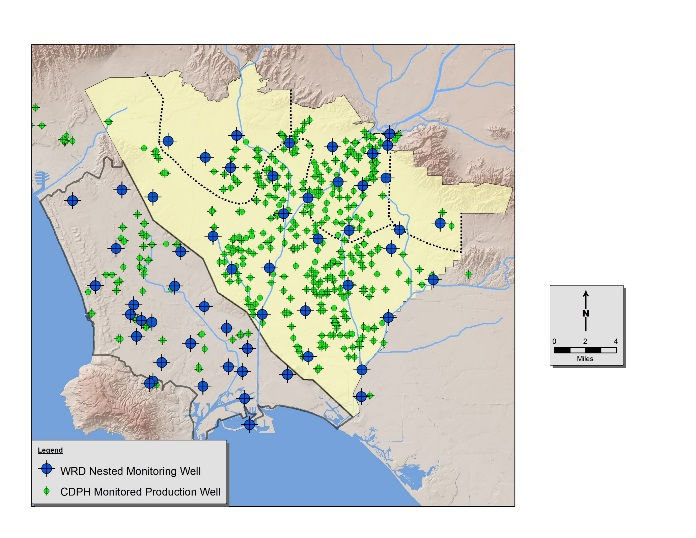 N
0 2 4
Miles
Legend
WRD Nested Monitoring Well
CDPH Monitored Production Well